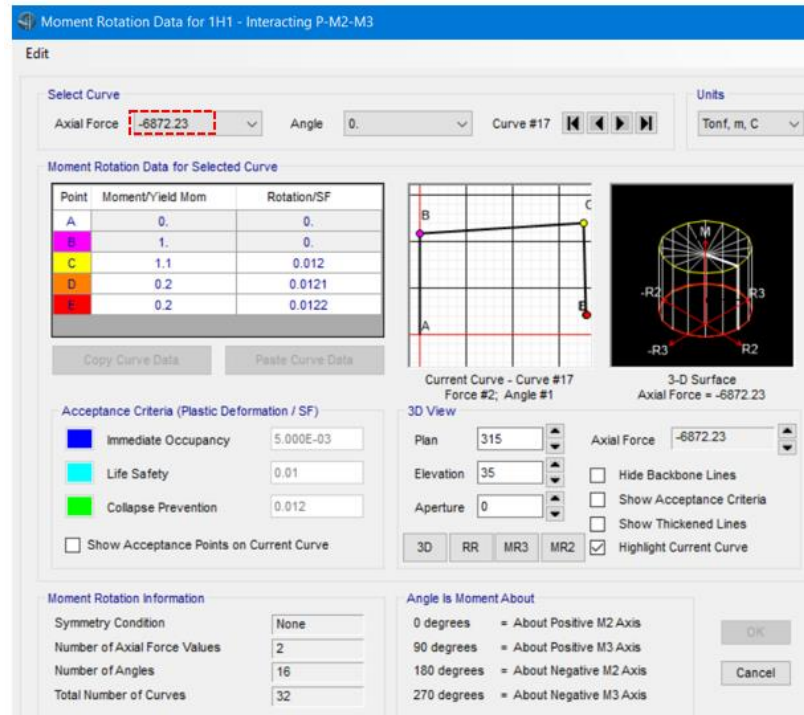 Moment Rotation Data for 1H1 - Interacting P-M2-M3
Edit
Select Curve
Axial Force -6872.23 Angle 0. Curve #17
Units
Tonf, m, C
Moment Rotation Data for Selected Curve
Point Moment/Yield Mom Rotation/SF
A 0. 0.
B 1. 0.
C 1.1 0.012
D 0.2 0.0121
E 0.2 0.0122
Copy Curve Data Paste Curve Data
B
C
A
E
Current Curve - Curve #17
Force #2; Angle #1
M
-R2 R3
-R3 R2
3-D Surface
Axial Force = -6872.23
Acceptance Criteria (Plastic Deformation / SF)
Immediate Occupancy 5.000E-03
Life Safety 0.01
Collapse Prevention 0.012
Show Acceptance Points on Current Curve
3D View
Plan 315
Elevation 35
Aperture 0
3D RR MR3 MR2
Axial Force -6872.23
Hide Backbone Lines
Show Acceptance Criteria
Show Thickened Lines
Highlight Current Curve
Moment Rotation Information
Symmetry Condition None
Number of Axial Force Values 2
Number of Angles 16
Total Number of Curves 32
Angle Is Moment About
0 degrees = About Positive M2 Axis
90 degrees = About Positive M3 Axis
180 degrees = About Negative M2 Axis
270 degrees = About Negative M3 Axis
OK
Cancel